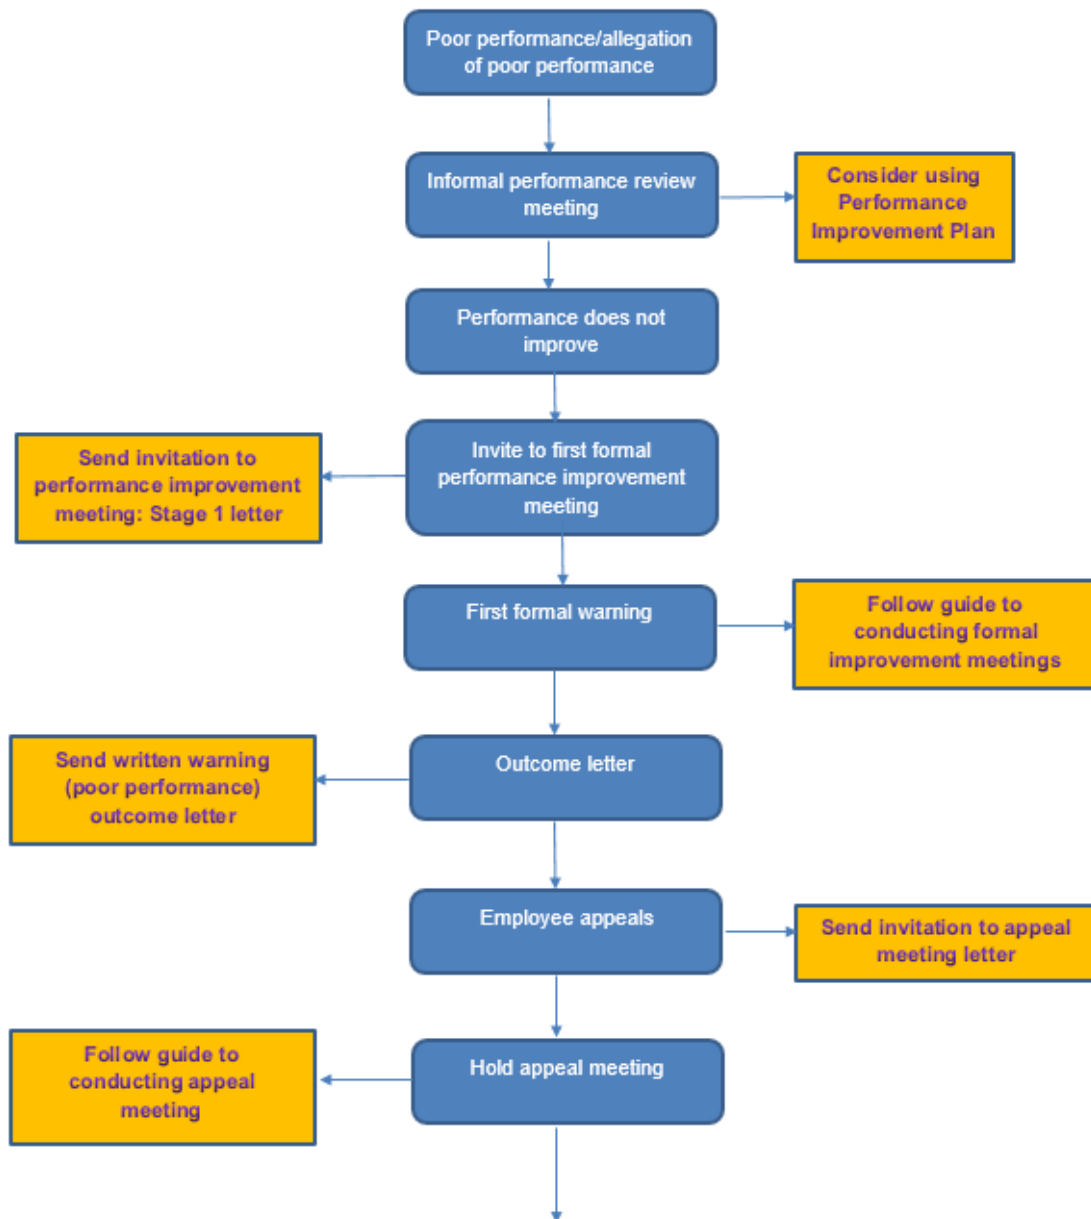 Poor performance/allegation
of poor performance
Informal performance review
meeting
Consider using
Performance
Improvement Plan
Performance does not
improve
Invite to first formal
performance improvement
meeting
Send invitation to
performance improvement
meeting: Stage 1 letter
First formal warning
Follow guide to
conducting formal
improvement meetings
Outcome letter
Send written warning
(poor performance)
outcome letter
Employee appeals
Send invitation to appeal
meeting letter
Hold appeal meeting
Follow guide to
conducting appeal
meeting